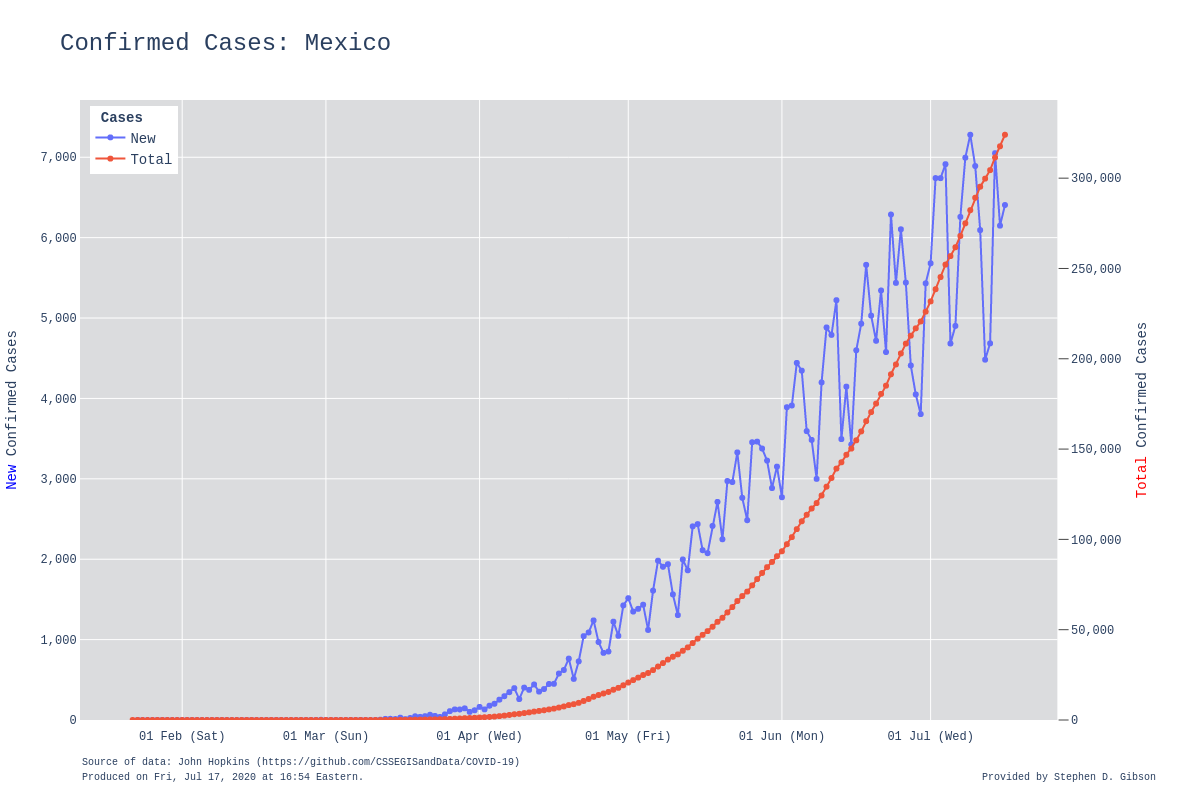 Confirmed Cases: Mexico
Cases
New
Total
7,000
6,000
5,000
4,000
3,000
2,000
1,000
0
New Confirmed Cases
300,000
250,000
200,000
150,000
100,000
50,000
0
Total Confirmed Cases
01 Feb (Sat)
01 Mar (Sun)
01 Apr (Wed)
01 May (Fri)
01 Jun (Mon)
01 Jul (Wed)
Source of data: John Hopkins (https://github.com/CSSEGISandData/COVID-19)
Produced on Fri, Jul 17, 2020 at 16:54 Eastern.
Provided by Stephen D. Gibson